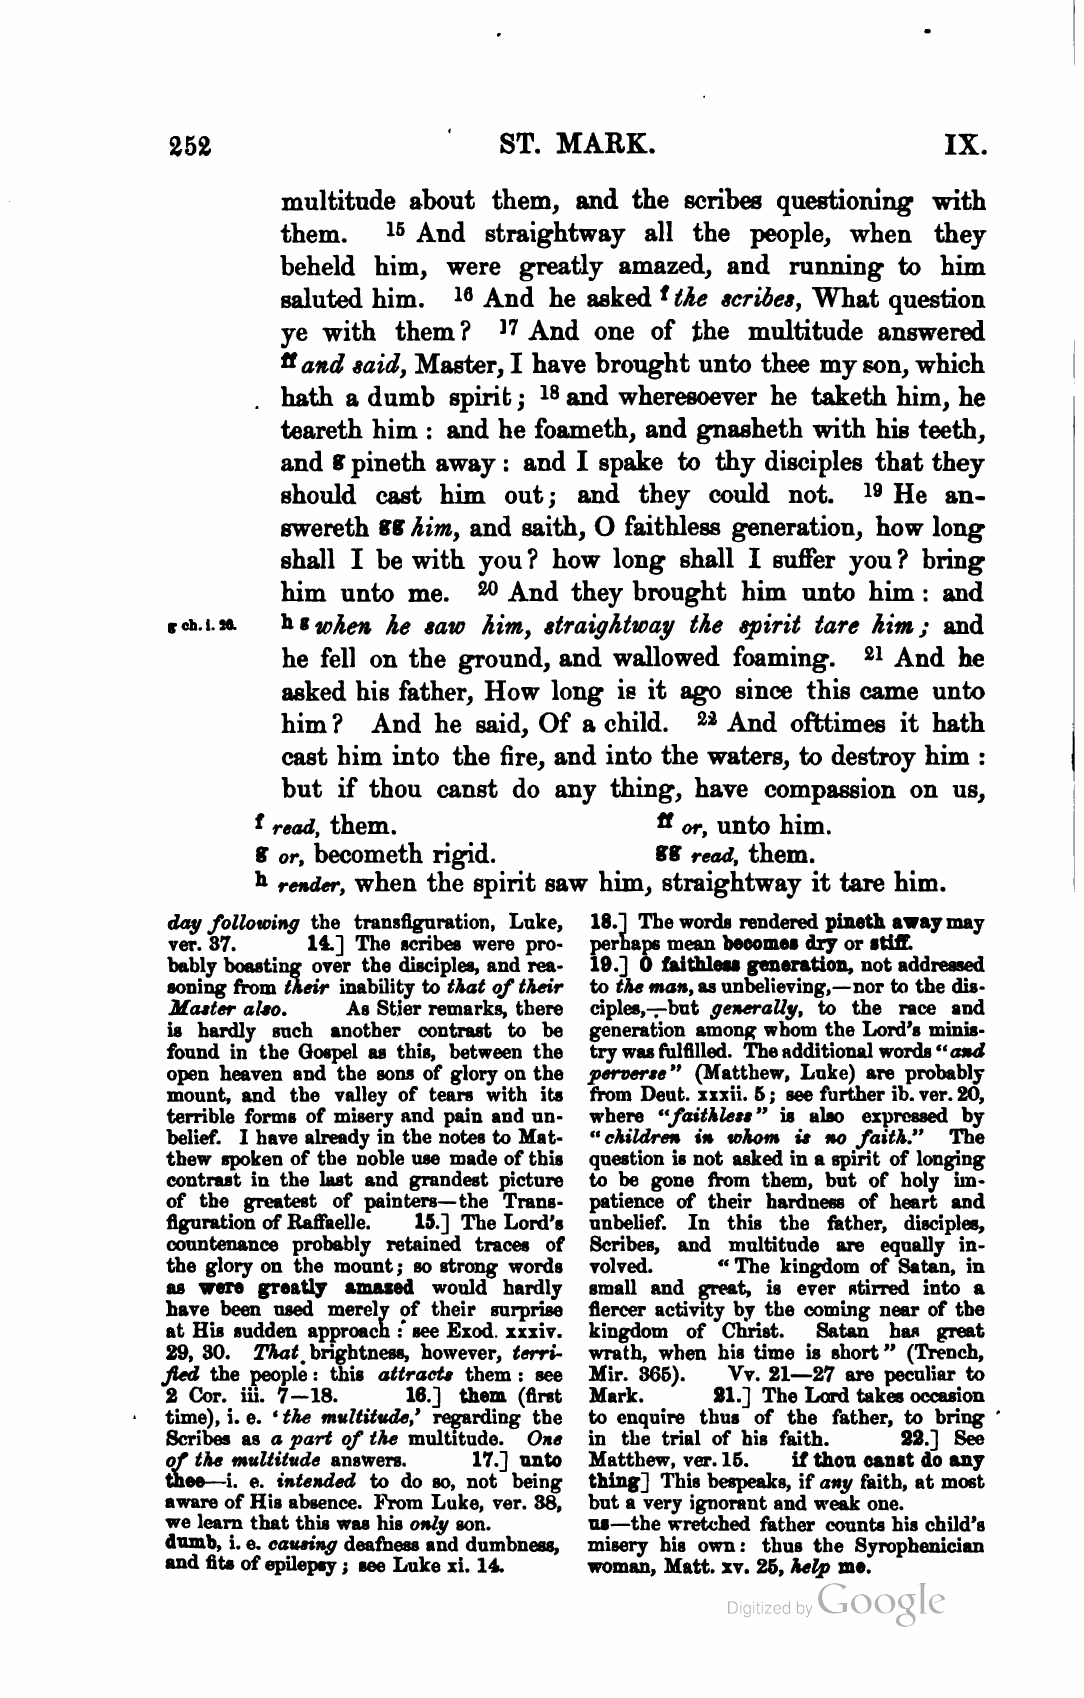 252 ST. MARK. IX.
multitude about them, and the scribes questioning with
them. 15 And straightway all the people, when they
beheld him, were greatly amazed, and running to him
saluted him. 16 And he asked f the scribes, What question
ye with them? 17 And one of the multitude answered
ff and said, Master, I have brought unto thee my son, which
hath a dumb spirit; 18 and wheresoever he taketh him, he
teareth him : and he foameth, and gnasheth with his teeth,
and g pineth away : and I spake to thy disciples that they
should cast him out; and they could not. 19 He an-
swereth gg him, and saith, O faithless generation, how long
shall I be with you? how long shall I suffer you? bring
him unto me. 20 And they brought him unto him : and
g ch. i. 26. h g when he saw him, straightway the spirit tare him; and
he fell on the ground, and wallowed foaming. 21 And he
asked his father, How long is it ago since this came unto
him? And he said, Of a child. 22 And ofttimes it hath
cast him into the fire, and into the waters, to destroy him :
but if thou canst do any thing, have compassion on us,
f read, them. ff or, unto him.
g or, becometh rigid. gg read, them.
h render, when the spirit saw him, straightway it tare him.
day following the transfiguration, Luke,
ver. 37. 14.] The scribes were pro-
bably boasting over the disciples, and rea-
soning from their inability to that of their
Master also. As Stier remarks, there
is hardly such another contrast to be
found in the Gospel as this, between the
open heaven and the sons of glory on the
mount, and the valley of tears with its
terrible forms of misery and pain and un-
belief. I have already in the notes to Mat-
thew spoken of the noble use made of this
contrast in the last and grandest picture
of the greatest of painters—the Trans-
figuration of Raffaelle. 15.] The Lord's
countenance probably retained traces of
the glory on the mount; so strong words
as were greatly amazed would hardly
have been used merely of their surprise
at His sudden approach : see Exod. xxxiv.
29, 30. That brightness, however, terri-
fied the people : this attracts them : see
2 Cor. iii. 7—18. 16.] them (first
time), i. e. 'the multitude,' regarding the
Scribes as a part of the multitude. One
of the multitude answers. 17.] unto
thee—i. e. intended to do so, not being
aware of His absence. From Luke, ver. 38,
we learn that this was his only son.
dumb, i. e. causing deafness and dumbness,
and fits of epilepsy; see Luke xi. 14.
18.] The words rendered pineth away may
perhaps mean becomes dry or stiff.
19.] O faithless generation, not addressed
to the man, as unbelieving,—nor to the dis-
ciples,—but generally, to the race and
generation among whom the Lord's minis-
try was fulfilled. The additional words "and
perverse" (Matthew, Luke) are probably
from Deut. xxxii. 5; see further ib. ver. 20,
where "faithless" is also expressed by
"children in whom is no faith." The
question is not asked in a spirit of longing
to be gone from them, but of holy im-
patience of their hardness of heart and
unbelief. In this the father, disciples,
Scribes, and multitude are equally in-
volved. "The kingdom of Satan, in
small and great, is ever stirred into a
fiercer activity by the coming near of the
kingdom of Christ. Satan has great
wrath, when his time is short" (Trench,
Mir. 365). Vv. 21—27 are peculiar to
Mark. 21.] The Lord takes occasion
to enquire thus of the father, to bring
in the trial of his faith. 22.] See
Matthew, ver. 15. if thou canst do any
thing] This bespeaks, if any faith, at most
but a very ignorant and weak one.
us—the wretched father counts his child's
misery his own: thus the Syrophenician
woman, Matt. xv. 25, help me.
Digitized by Google